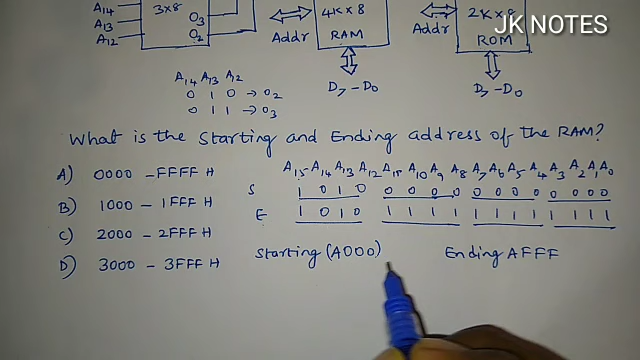 JK NOTES
A14
A13
A12
3x8
O3
O2
Addr
4K x 8
RAM
Addr
2K x 8
ROM
D7 - D0
D7 - D0
A14 A13 A12
0 1 0 → O2
0 1 1 → O3
What is the Starting and Ending address of the RAM?
A) 0000 - FFFF H
B) 1000 - 1FFF H
C) 2000 - 2FFF H
D) 3000 - 3FFF H
A15 A14 A13 A12 A11 A10 A9 A8 A7 A6 A5 A4 A3 A2 A1 A0
S 1 0 1 0 0 0 0 0 0 0 0 0 0 0 0 0
E 1 0 1 0 1 1 1 1 1 1 1 1 1 1 1 1
Starting (A000)
Ending AFFF